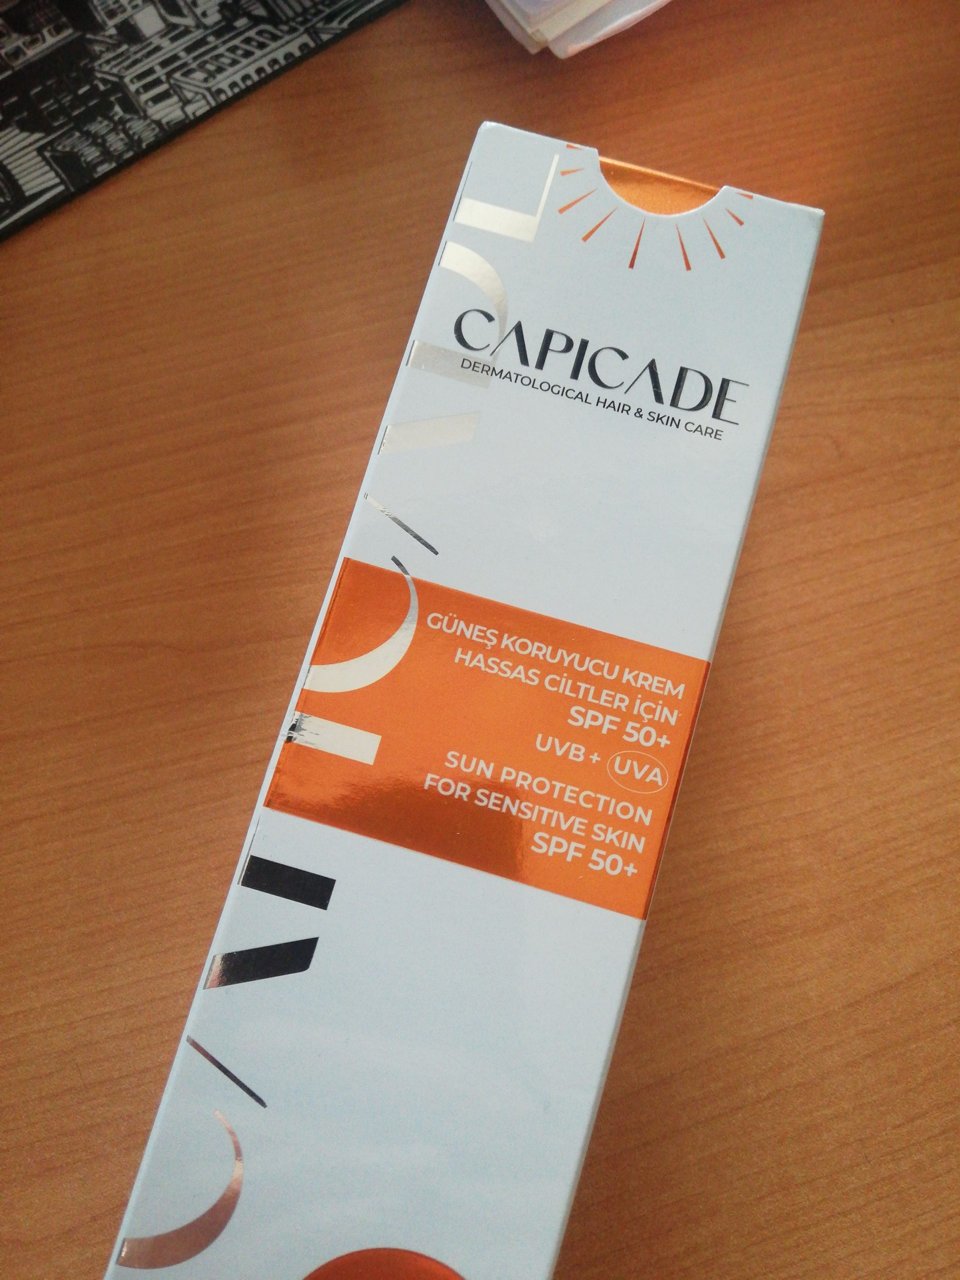 CAPICADE
DERMATOLOGICAL HAIR & SKIN CARE
GÜNEŞ KORUYUCU KREM
HASSAS CİLTLER İÇİN
SPF 50+
UVB + UVA
SUN PROTECTION
FOR SENSITIVE SKIN
SPF 50+
CAPICADE